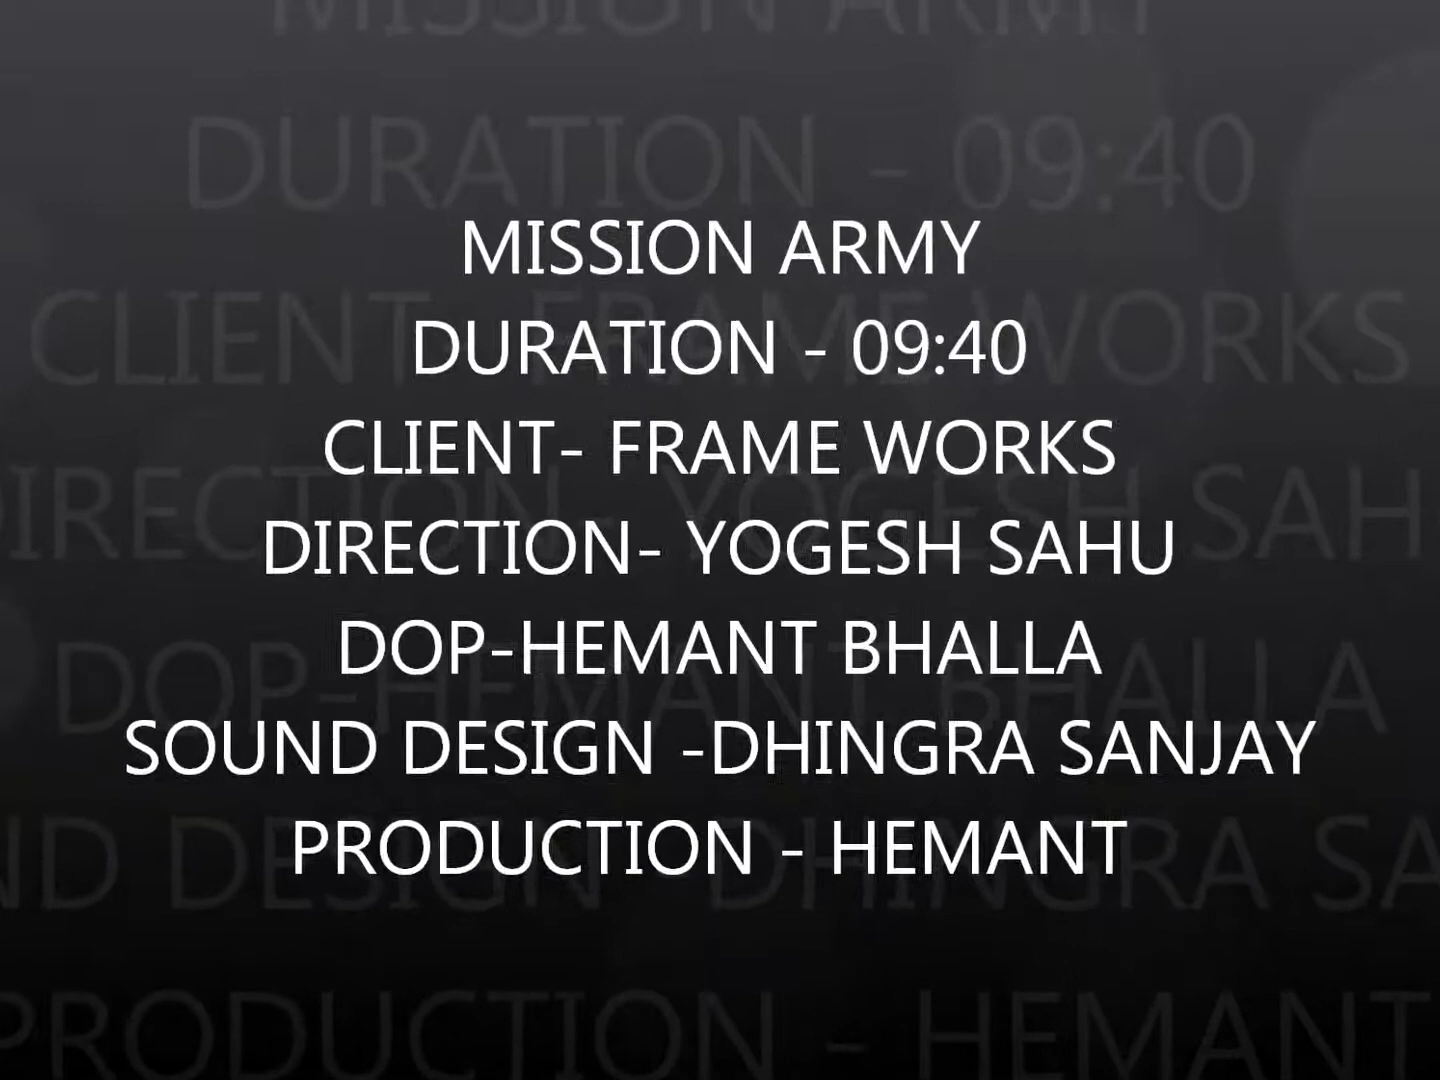 MISSION ARMY
DURATION - 09:40
CLIENT- FRAME WORKS
DIRECTION- YOGESH SAHU
DOP-HEMANT BHALLA
SOUND DESIGN -DHINGRA SANJAY
PRODUCTION - HEMANT